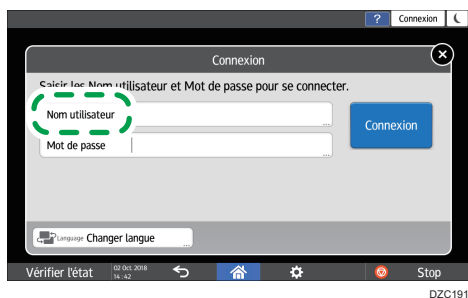 ? Connexion
Connexion
Saisir les Nom utilisateur et Mot de passe pour se connecter.
Nom utilisateur
...
Connexion
Mot de passe
...
Language Changer langue
...
Vérifier l'état
02 Oct. 2018
14 : 42
Stop
DZC191